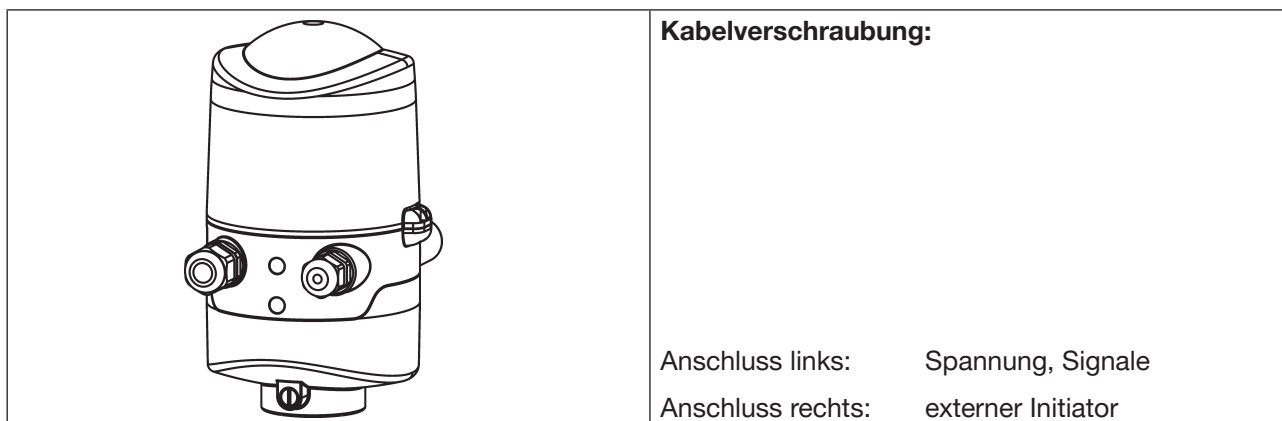 Kabelverschraubung:
Anschluss links: Spannung, Signale
Anschluss rechts: externer Initiator